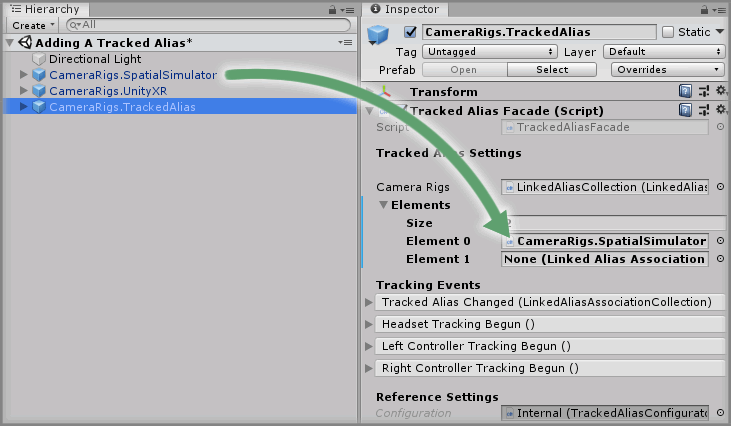 Hierarchy
Create
All
Adding A Tracked Alias*
Directional Light
CameraRigs.SpatialSimulator
CameraRigs.UnityXR
CameraRigs.TrackedAlias
Inspector
CameraRigs.TrackedAlias
Static
Tag
Untagged
Layer
Default
Prefab
Open
Select
Overrides
Transform
Tracked Alias Facade (Script)
Script
TrackedAliasFacade
Tracked Alias Settings
Camera Rigs
LinkedAliasCollection (LinkedAlias
Elements
Size
2
Element 0
CameraRigs.SpatialSimulator
Element 1
None (Linked Alias Association
Tracking Events
Tracked Alias Changed (LinkedAliasAssociationCollection)
Headset Tracking Begun ()
Left Controller Tracking Begun ()
Right Controller Tracking Begun ()
Reference Settings
Configuration
Internal (TrackedAliasConfigurato